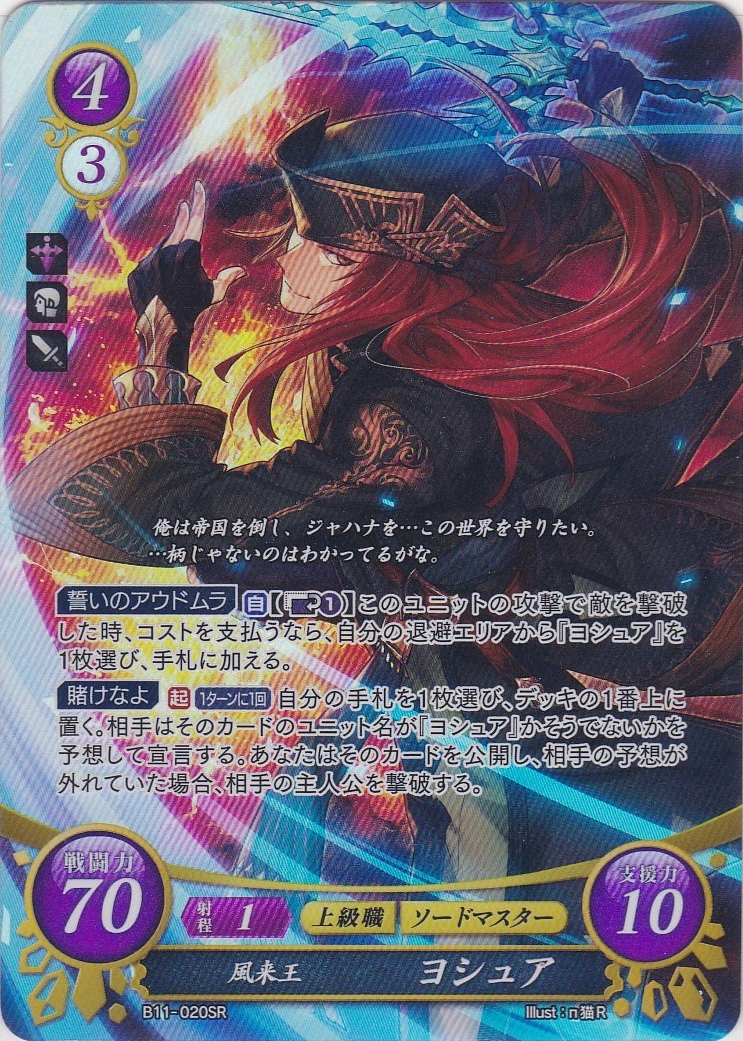 4
3
俺は帝国を倒し、ジャハナを…この世界を守りたい。
…柄じゃないのはわかってるがな。
誓いのアウドムラ 自【1】このユニットの攻撃で敵を撃破
した時、コストを支払うなら、自分の退避エリアから『ヨシュア』を
1枚選び、手札に加える。
賭けなよ 起 1ターンに1回 自分の手札を1枚選び、デッキの1番上に
置く。相手はそのカードのユニット名が『ヨシュア』かそうでないかを
予想して宣言する。あなたはそのカードを公開し、相手の予想が
外れていた場合、相手の主人公を撃破する。
戦闘力 70
射程 1 上級職 ソードマスター
支援力 10
風来王 ヨシュア
B11-020SR Illust:п猫R